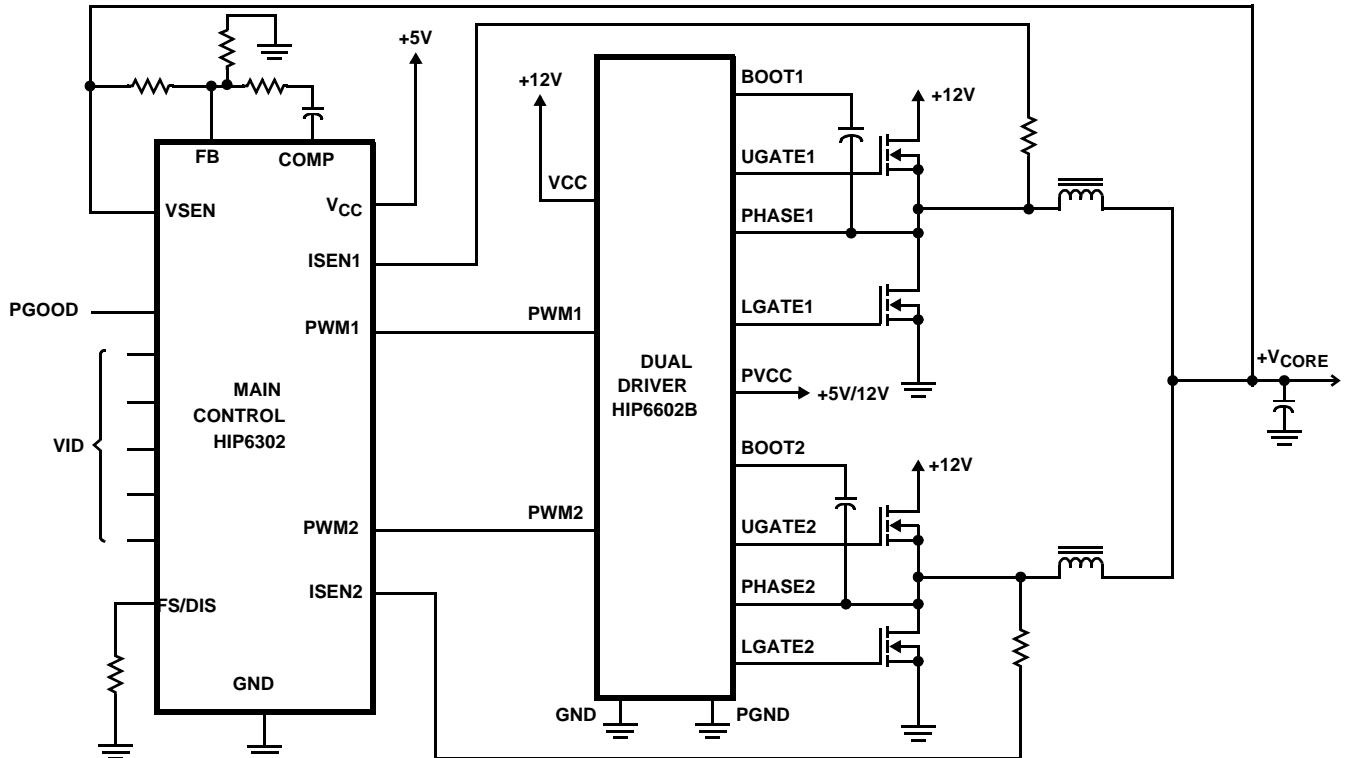 +5V
+12V
BOOT1
+12V
FB
COMP
UGATE1
VCC
VSEN
VCC
PHASE1
ISEN1
PGOOD
PWM1
PWM1
LGATE1
+VCORE
DUAL
DRIVER
HIP6602B
PVCC
+5V/12V
MAIN
CONTROL
HIP6302
VID
BOOT2
+12V
PWM2
PWM2
UGATE2
ISEN2
PHASE2
FS/DIS
LGATE2
GND
GND
PGND